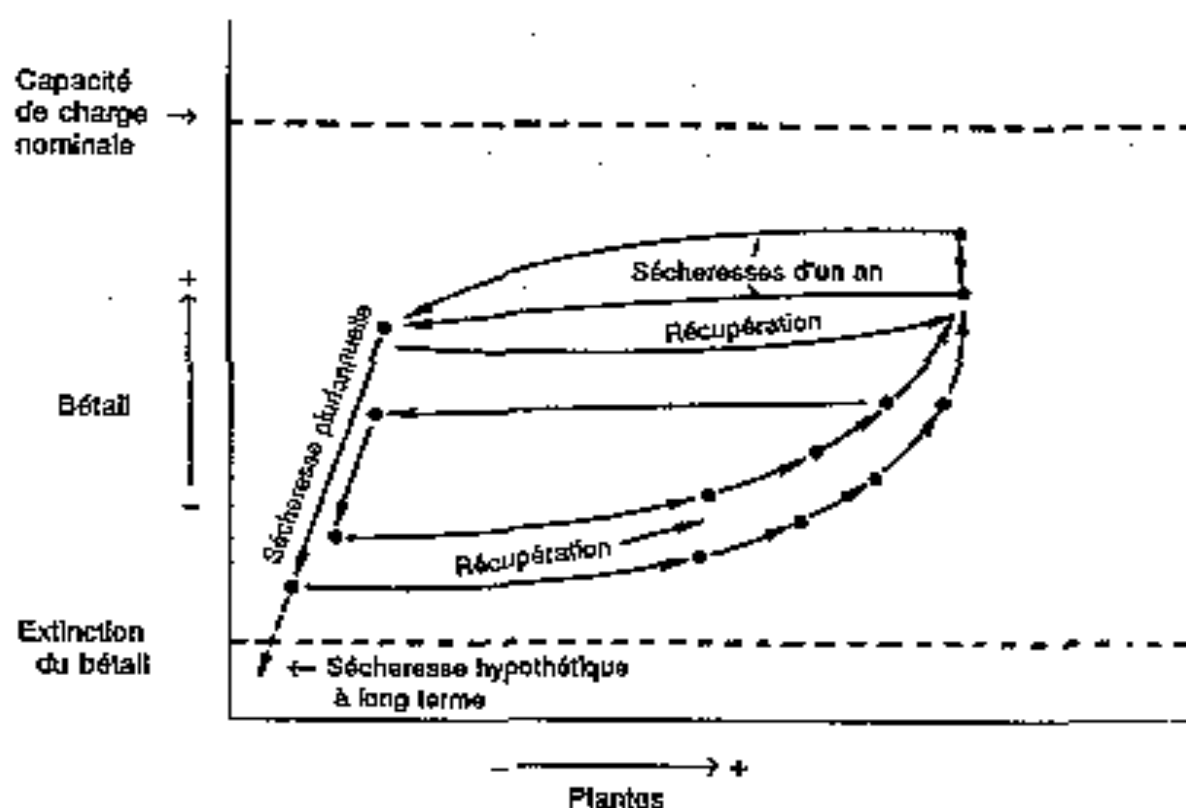 Capacité
de charge →
nominale
Sécheresses d'un an
+
Récupération
Sécheresse pluriannuelle
Bétail
−
Récupération
Extinction
du bétail
← Sécheresse hypothétique
à long terme
− → +
Plantes